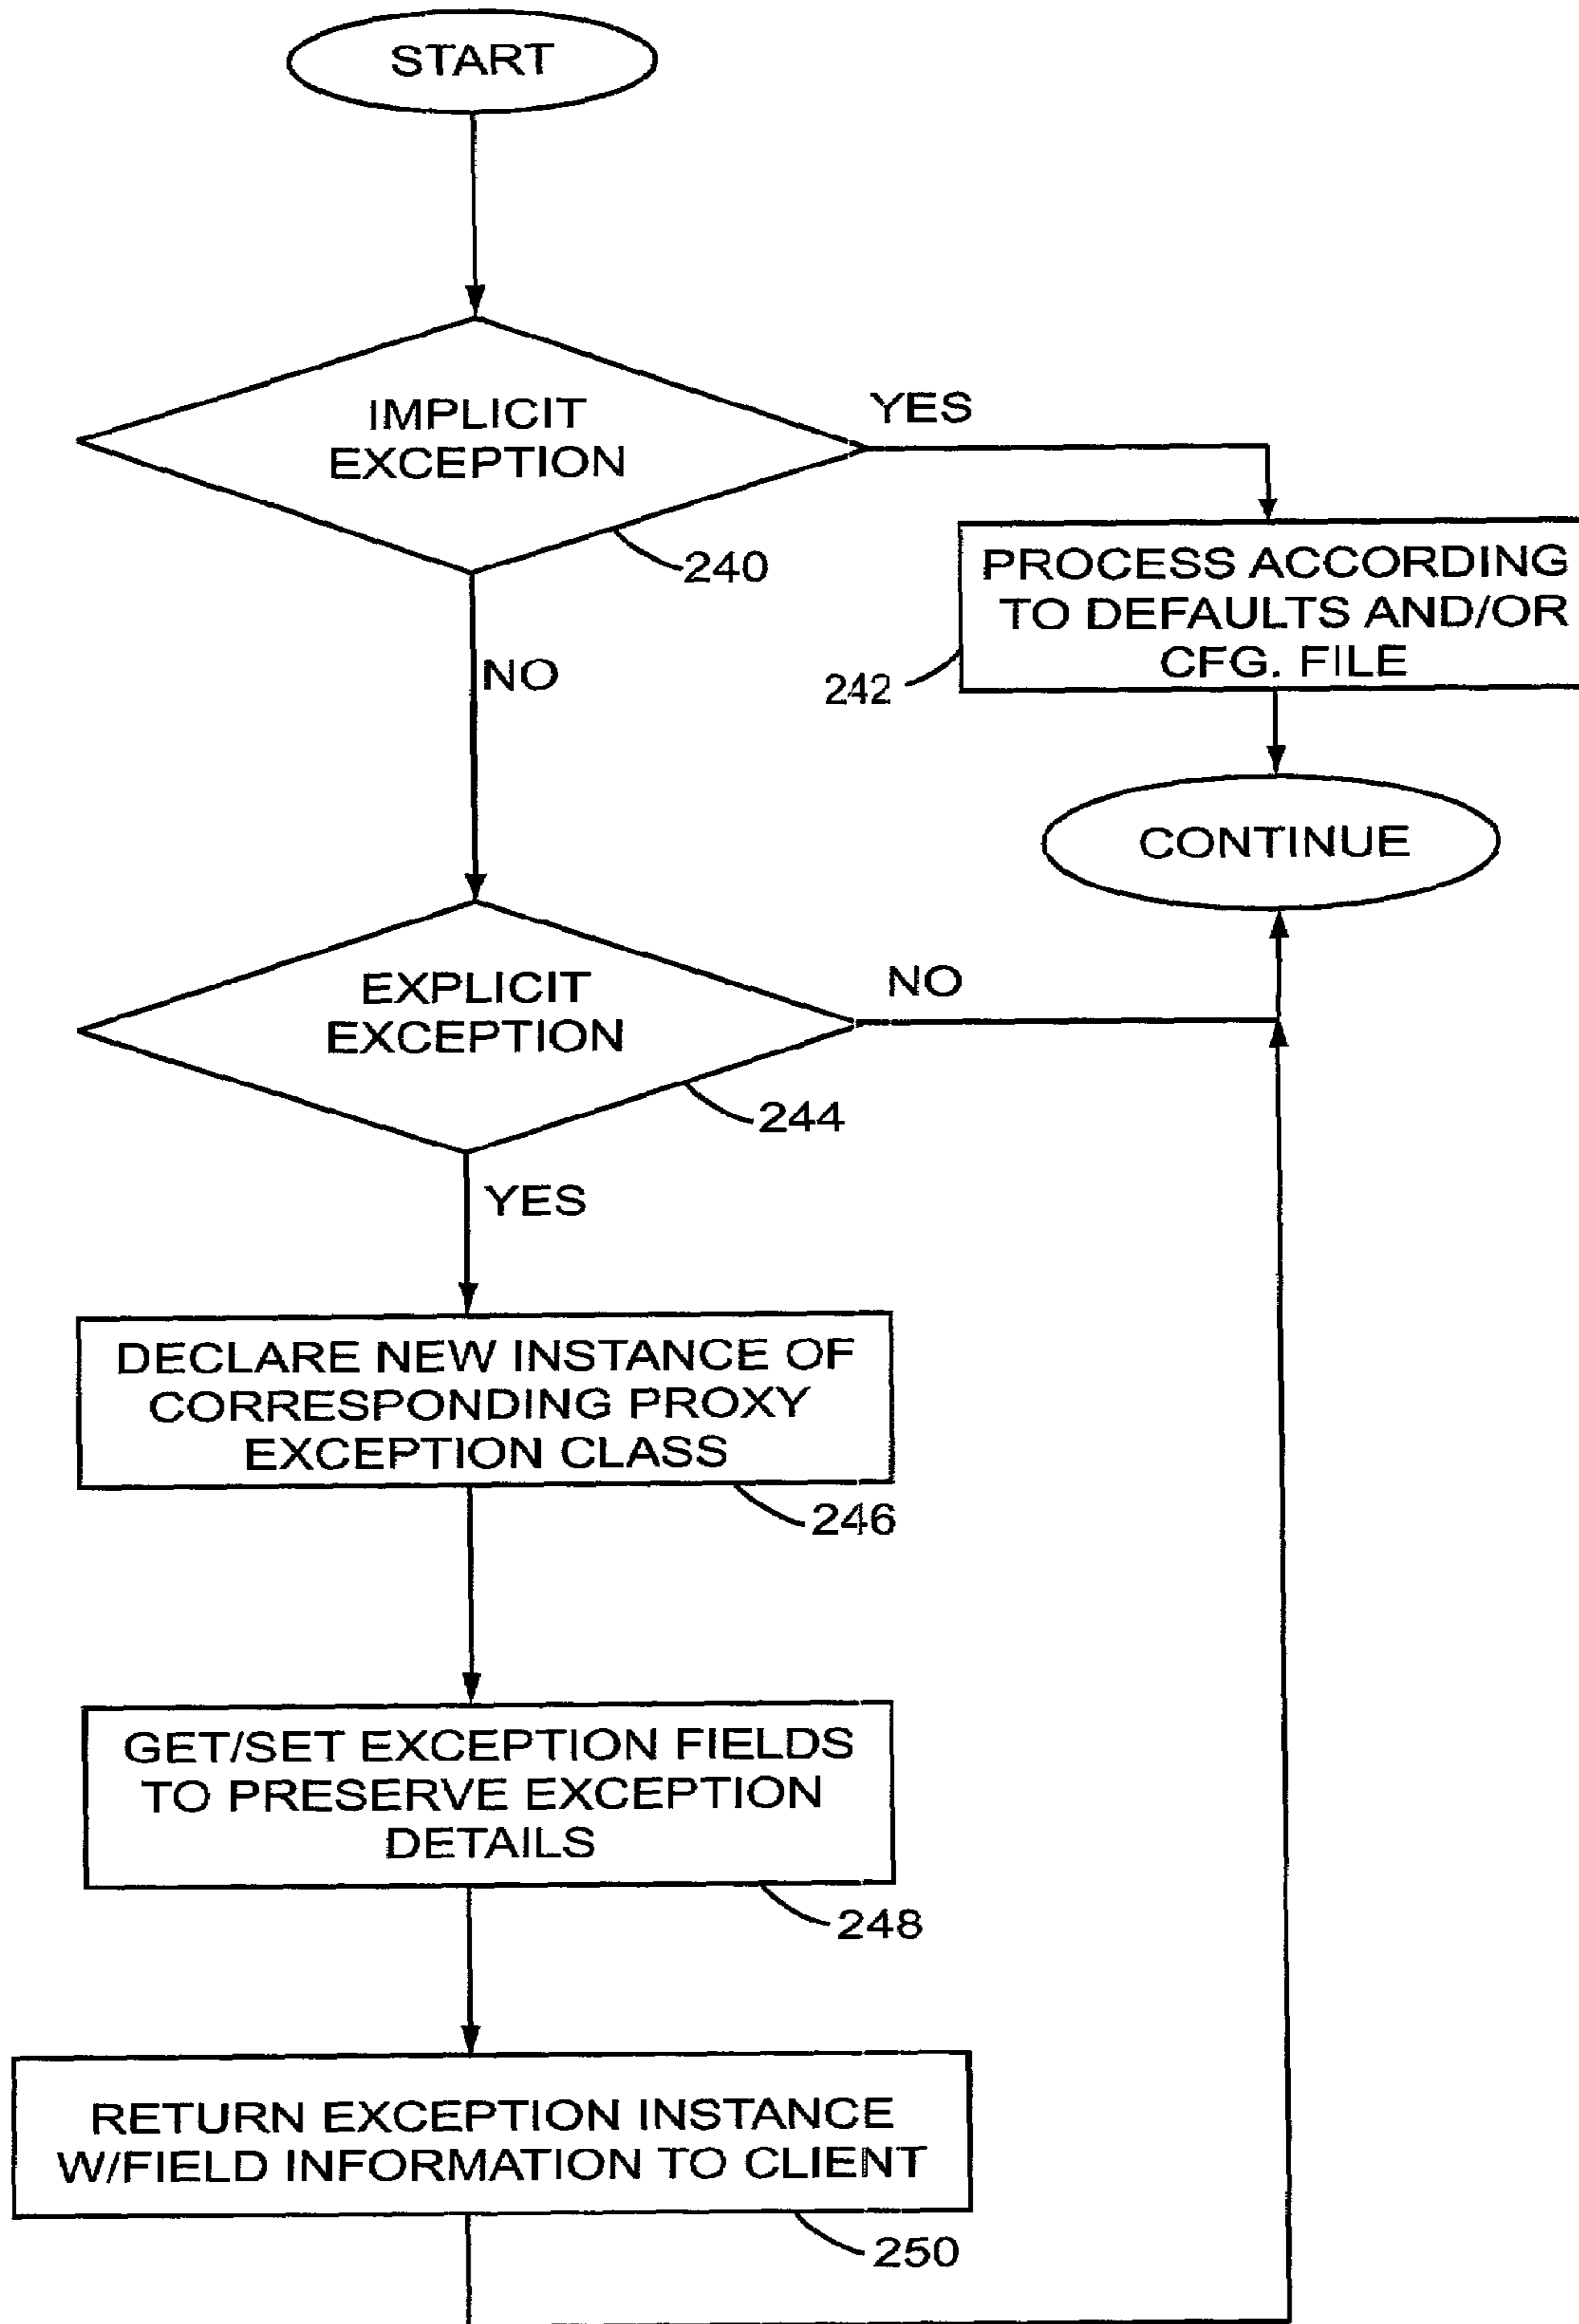 START
IMPLICIT
EXCEPTION
YES
240
PROCESS ACCORDING
TO DEFAULTS AND/OR
CFG. FILE
242
NO
CONTINUE
EXPLICIT
EXCEPTION
NO
244
YES
DECLARE NEW INSTANCE OF
CORRESPONDING PROXY
EXCEPTION CLASS
246
GET/SET EXCEPTION FIELDS
TO PRESERVE EXCEPTION
DETAILS
248
RETURN EXCEPTION INSTANCE
W/FIELD INFORMATION TO CLIENT
250